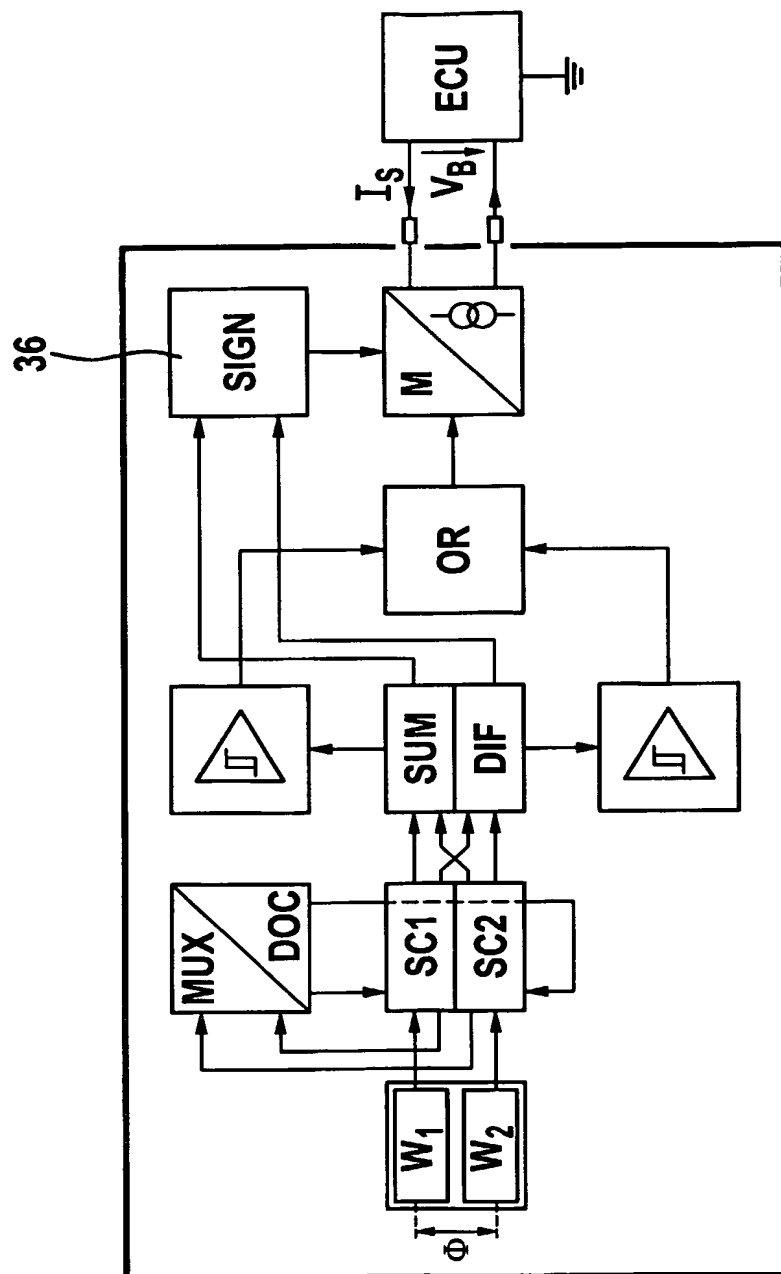 36
SIGN
MUX
DOC
SC1
SC2
SUM
DIF
OR
M
I_S
V_B
ECU
W_1
W_2
Φ